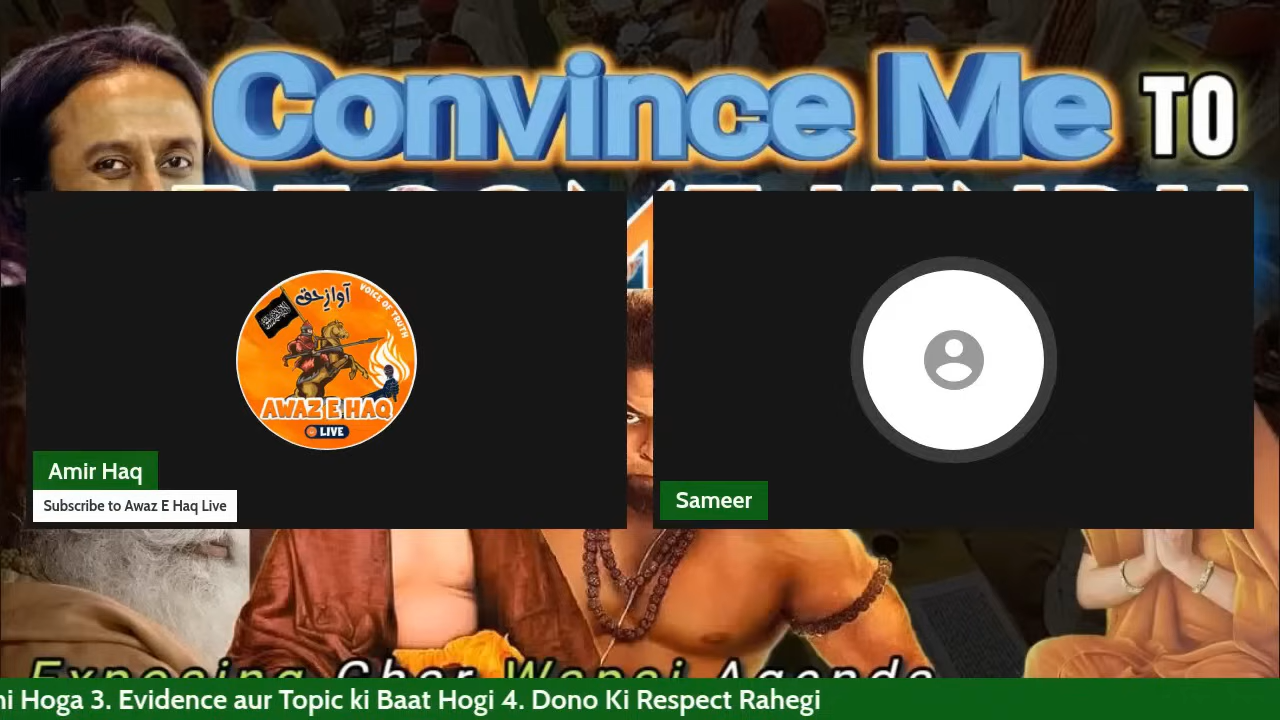 Convince Me TO
آوازِ حق
VOICE OF TRUTH
AWAZ E HAQ
LIVE
Amir Haq
Subscribe to Awaz E Haq Live
Sameer
Exposing Ghar Wapsi Agenda
Hoga 3. Evidence aur Topic ki Baat Hogi 4. Dono Ki Respect Rahegi